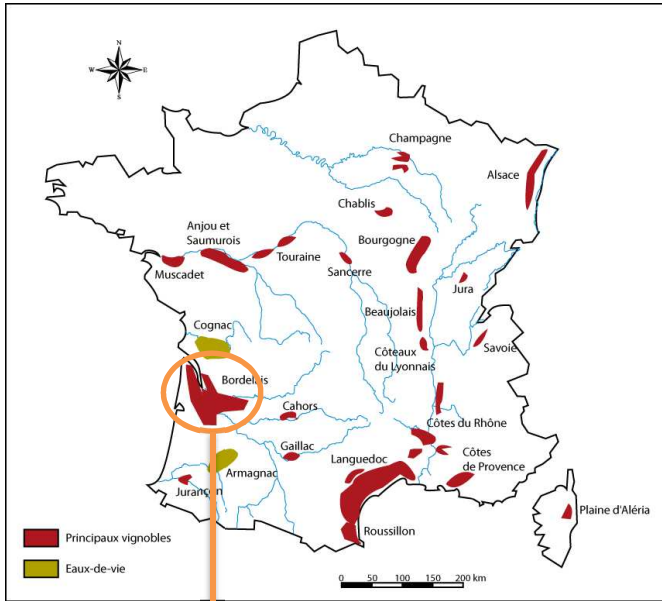 N
W
E
S
Champagne
Alsace
Chablis
Anjou et
Saumurois
Bourgogne
Touraine
Sancerre
Muscadet
Jura
Beaujolais
Cognac
Côteaux
du Lyonnais
Savoie
Bordelais
Cahors
Côtes du Rhône
Gaillac
Languedoc
Côtes
de Provence
Armagnac
Jurançon
Plaine d'Aléria
Roussillon
Principaux vignobles
Eaux-de-vie
0 50 100 150 200 km